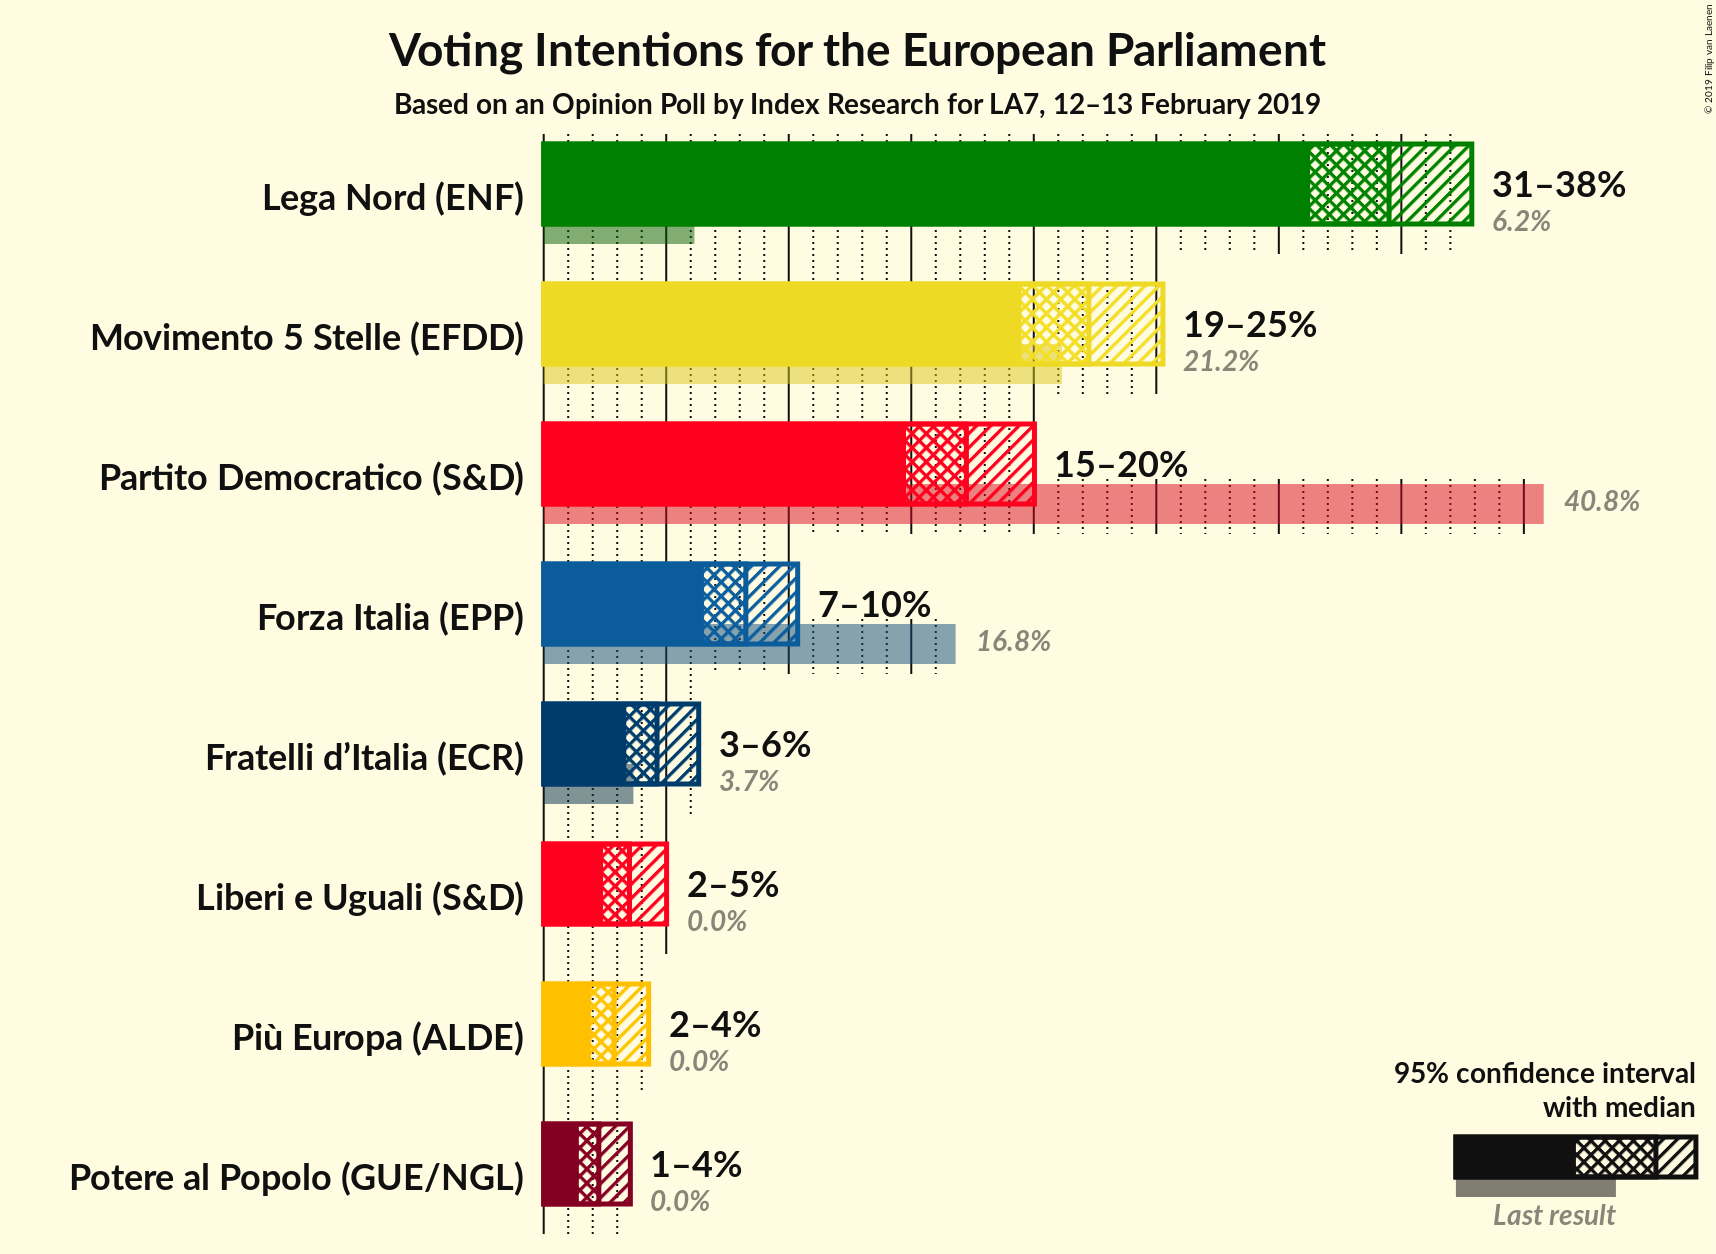 Voting Intentions for the European Parliament
Based on an Opinion Poll by Index Research for LA7, 12–13 February 2019
© 2019 Filip van Laenen
Lega Nord (ENF)
31–38%
6.2%
Movimento 5 Stelle (EFDD)
19–25%
21.2%
Partito Democratico (S&D)
15–20%
40.8%
Forza Italia (EPP)
7–10%
16.8%
Fratelli d’Italia (ECR)
3–6%
3.7%
Liberi e Uguali (S&D)
2–5%
0.0%
Più Europa (ALDE)
2–4%
0.0%
Potere al Popolo (GUE/NGL)
1–4%
0.0%
95% confidence interval
with median
Last result